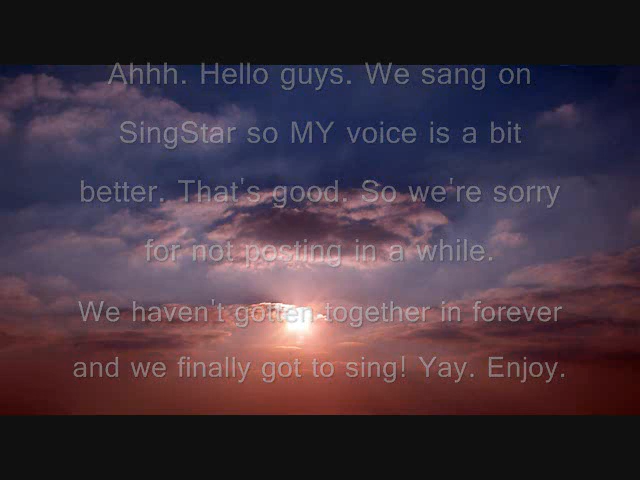 Ahhh. Hello guys. We sang on
SingStar so MY voice is a bit
better. That's good. So we're sorry
for not posting in a while.
We haven't gotten together in forever
and we finally got to sing! Yay. Enjoy.